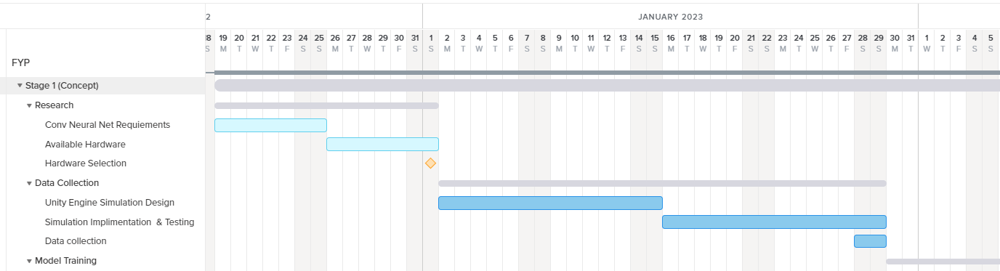 2 JANUARY 2023
18 19 20 21 22 23 24 25 26 27 28 29 30 31 1 2 3 4 5 6 7 8 9 10 11 12 13 14 15 16 17 18 19 20 21 22 23 24 25 26 27 28 29 30 31 1 2 3 4 5
S M T W T F S S M T W T F S S M T W T F S S M T W T F S S M T W T F S S M T W T F S S M T W T F S S
FYP
Stage 1 (Concept)
Research
Conv Neural Net Requiements
Available Hardware
Hardware Selection
Data Collection
Unity Engine Simulation Design
Simulation Implimentation & Testing
Data collection
Model Training